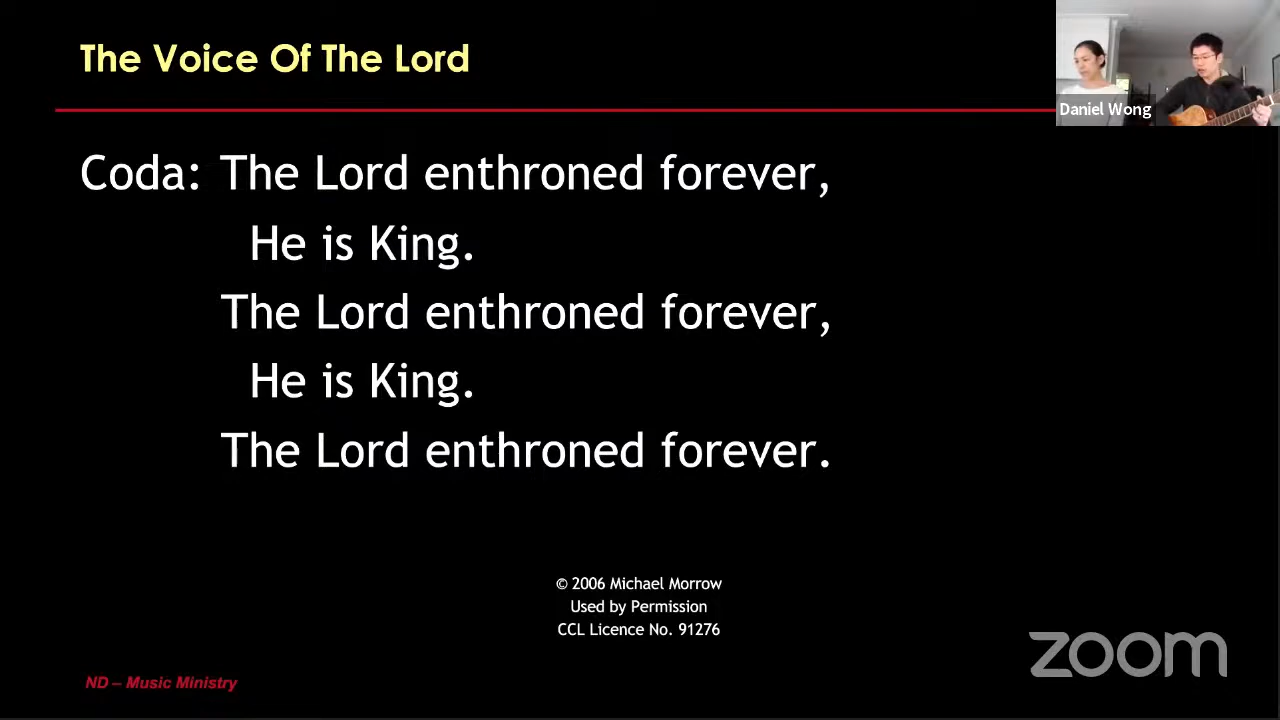 The Voice Of The Lord
Daniel Wong
Coda: The Lord enthroned forever,
He is King.
The Lord enthroned forever,
He is King.
The Lord enthroned forever.
© 2006 Michael Morrow
Used by Permission
CCL Licence No. 91276
zoom
ND – Music Ministry